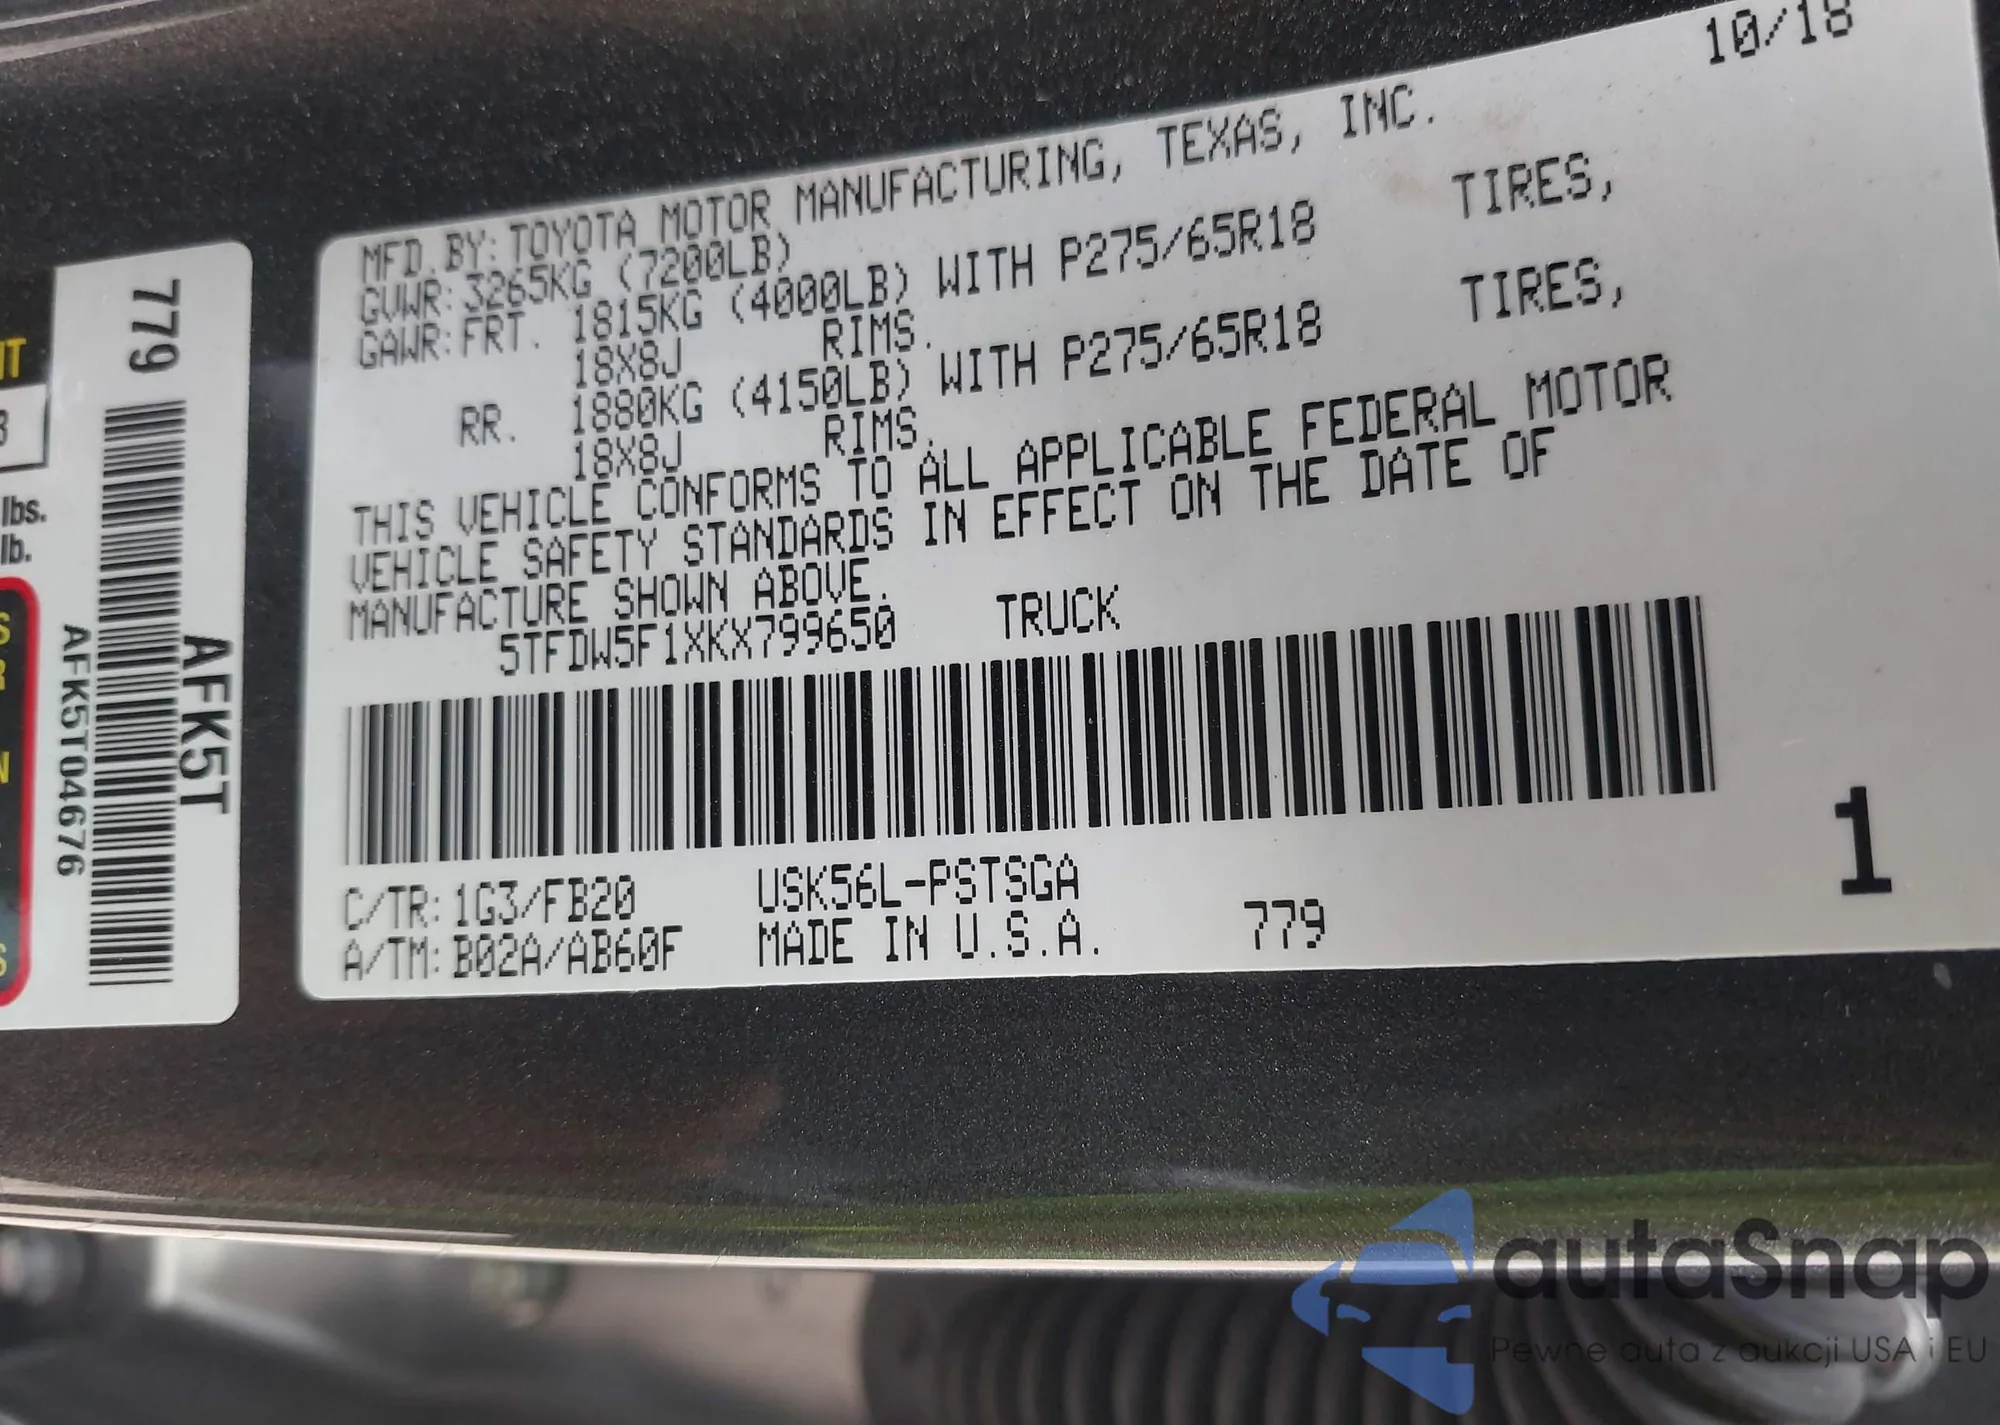 10/18
MFD. BY: TOYOTA MOTOR MANUFACTURING, TEXAS, INC.
GVWR: 3265KG (7200LB)
GAWR: FRT. 1815KG (4000LB) WITH P275/65R18 TIRES,
18X8J RIMS.
RR. 1880KG (4150LB) WITH P275/65R18 TIRES,
18X8J RIMS.
THIS VEHICLE CONFORMS TO ALL APPLICABLE FEDERAL MOTOR
VEHICLE SAFETY STANDARDS IN EFFECT ON THE DATE OF
MANUFACTURE SHOWN ABOVE.
5TFDW5F1XKX799650 TRUCK
C/TR: 1G3/FB20 USK56L-PSTSGA
A/TM: B02A/AB60F MADE IN U.S.A. 779
1
779
AFK5T
AFK5T04676
lbs.
lb.
autaSnap
Pewne auta z aukcji USA i EU